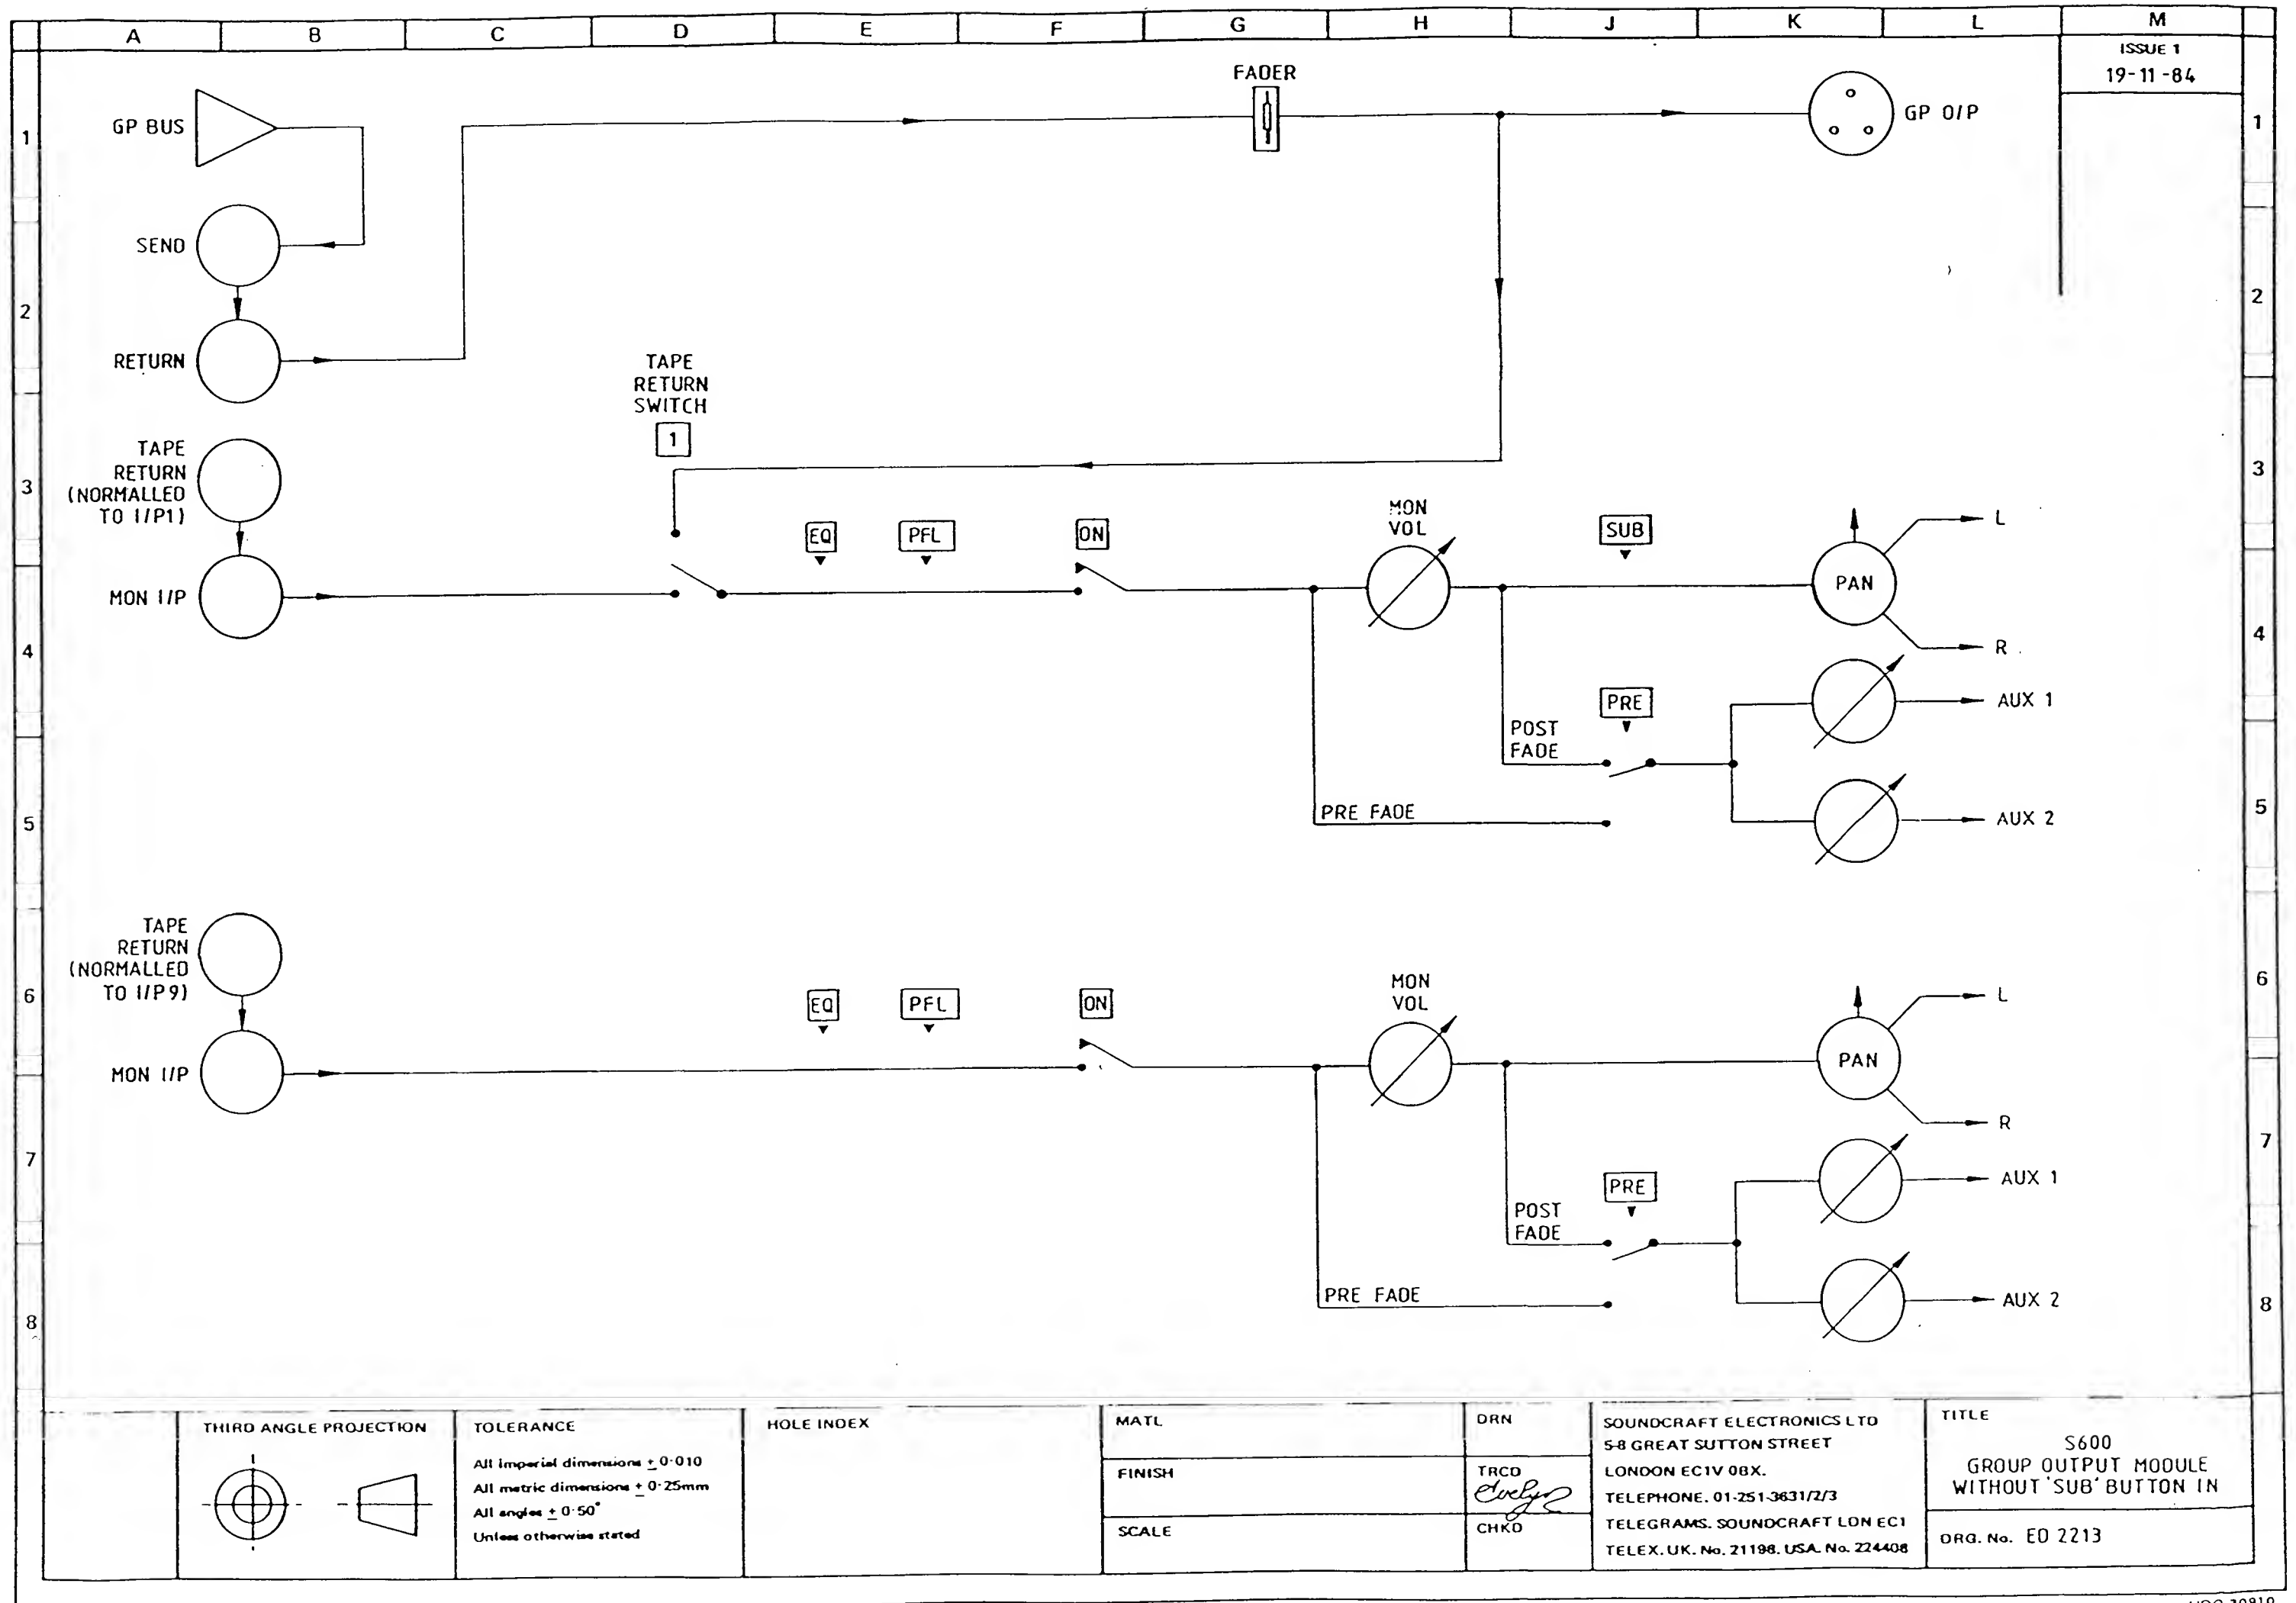 A B C D E F G H J K L M
ISSUE 1
19-11-84
1
1
GP BUS
FADER
GP O/P
SEND
2
2
RETURN
TAPE
RETURN
SWITCH
1
TAPE
RETURN
(NORMALLED
TO I/P1)
3
3
MON
VOL
EQ
PFL
ON
SUB
L
MON I/P
PAN
R
4
4
PRE
AUX 1
POST
FADE
PRE FADE
AUX 2
5
5
TAPE
RETURN
(NORMALLED
TO I/P9)
6
6
EQ
PFL
ON
MON
VOL
L
MON I/P
PAN
R
7
7
PRE
AUX 1
POST
FADE
PRE FADE
AUX 2
8
8
THIRD ANGLE PROJECTION
TOLERANCE
All Imperial dimensions ± 0·010
All metric dimensions ± 0·25mm
All angles ± 0·50°
Unless otherwise stated
HOLE INDEX
MATL
FINISH
SCALE
DRN
TRCD
Evelyn
CHKD
SOUNDCRAFT ELECTRONICS LTD
5-8 GREAT SUTTON STREET
LONDON EC1V 0BX.
TELEPHONE. 01-251-3631/2/3
TELEGRAMS. SOUNDCRAFT LDN EC1
TELEX. UK. No. 21198. USA. No. 224408
TITLE
S600
GROUP OUTPUT MODULE
WITHOUT 'SUB' BUTTON IN
DRG. No. ED 2213